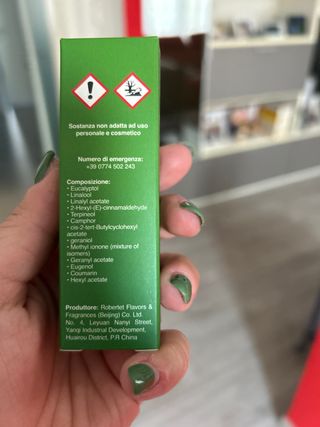 Sostanza non adatta ad uso
personale e cosmetico
Numero di emergenza:
+39 0774 502 243
Composizione:
• Eucalyptol
• Linalool
• Linalyl acetate
• 2-Hexyl-(E)-cinnamaldehyde
• Terpineol
• Camphor
• cis-2-tert-Butylcyclohexyl
acetate
• geraniol
• Methyl ionone (mixture of
isomers)
• Geranyl acetate
• Eugenol
• Coumarin
• Hexyl acetate
Produttore: Robertet Flavors &
Fragrances (Beijing) Co. Ltd.
No. 4, Leyuan Nanyi Street,
Yanqi Industrial Development,
Huairou District, P.R China